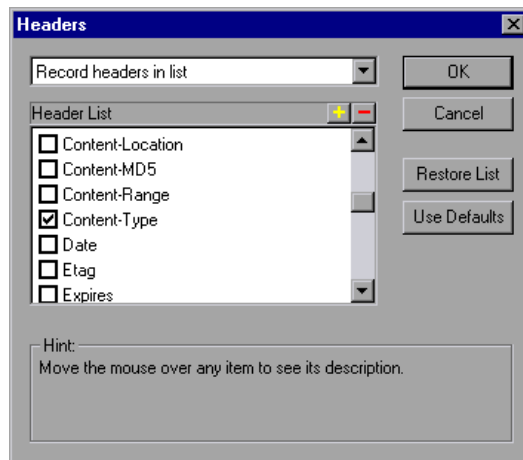 Headers
Record headers in list
OK
Header List
Cancel
Content-Location
Content-MD5
Content-Range
Content-Type
Date
Etag
Expires
Restore List
Use Defaults
Hint:
Move the mouse over any item to see its description.